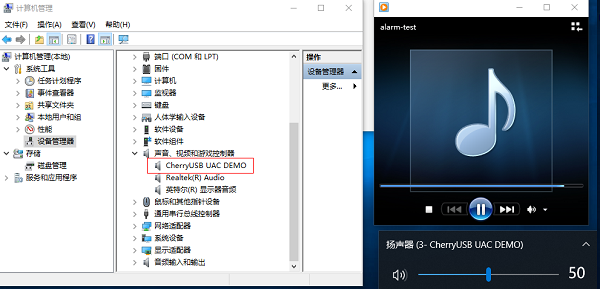 计算机管理
文件(F) 操作(A) 查看(V) 帮助(H)
计算机管理(本地)
系统工具
任务计划程序
事件查看器
共享文件夹
本地用户和组
性能
设备管理器
存储
磁盘管理
服务和应用程序
端口 (COM 和 LPT)
固件
计算机
监视器
键盘
人体学输入设备
软件设备
软件组件
声音、视频和游戏控制器
CherryUSB UAC DEMO
Realtek(R) Audio
英特尔(R) 显示器音频
鼠标和其他指针设备
通用串行总线控制器
网络适配器
系统设备
显示适配器
音频输入和输出
操作
设备管理器
更多...
alarm-test
扬声器 (3- CherryUSB UAC DEMO)
50